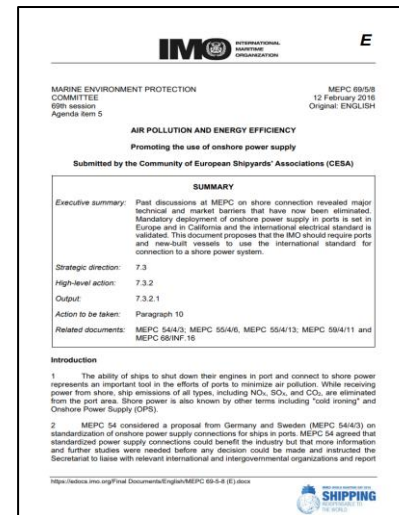 IMO
INTERNATIONAL
MARITIME
ORGANIZATION
E
MARINE ENVIRONMENT PROTECTION
COMMITTEE
69th session
Agenda item 5
MEPC 69/5/8
12 February 2016
Original: ENGLISH
AIR POLLUTION AND ENERGY EFFICIENCY
Promoting the use of onshore power supply
Submitted by the Community of European Shipyards' Associations (CESA)
SUMMARY
Executive summary: Past discussions at MEPC on shore connection revealed major
technical and market barriers that have now been eliminated.
Mandatory deployment of onshore power supply in ports is set in
Europe and in California and the international electrical standard is
validated. This document proposes that the IMO should require ports
and new-built vessels to use the international standard for
connection to a shore power system.
Strategic direction: 7.3
High-level action: 7.3.2
Output: 7.3.2.1
Action to be taken: Paragraph 10
Related documents: MEPC 54/4/3; MEPC 55/4/6, MEPC 55/4/13; MEPC 59/4/11 and
MEPC 68/INF.16
Introduction
1 The ability of ships to shut down their engines in port and connect to shore power
represents an important tool in the efforts of ports to minimize air pollution. While receiving
power from shore, ship emissions of all types, including NOx, SOx, and CO2, are eliminated
from the port area. Shore power is also known by other terms including "cold ironing" and
Onshore Power Supply (OPS).
2 MEPC 54 considered a proposal from Germany and Sweden (MEPC 54/4/3) on
standardization of onshore power supply connections for ships in ports. MEPC 54 agreed that
standardized power supply connections could benefit the industry but that more information
and further studies were needed before any decision could be made and instructed the
Secretariat to liaise with relevant international and intergovernmental organizations and report
https://edocs.imo.org/Final Documents/English/MEPC 69-5-8 (E).docx
SHIPPING
INDISPENSABLE TO
THE WORLD